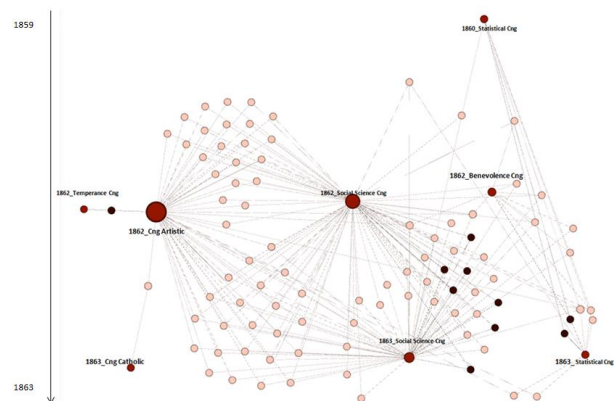 1859
1860_Statistical Cng
1862_Benevolence Cng
1862_Temperance Cng
1862_Social Science Cng
1862_Cng Artistic
1863_Social Science Cng
1863_Cng Catholic
1863_Statistical Cng
1863